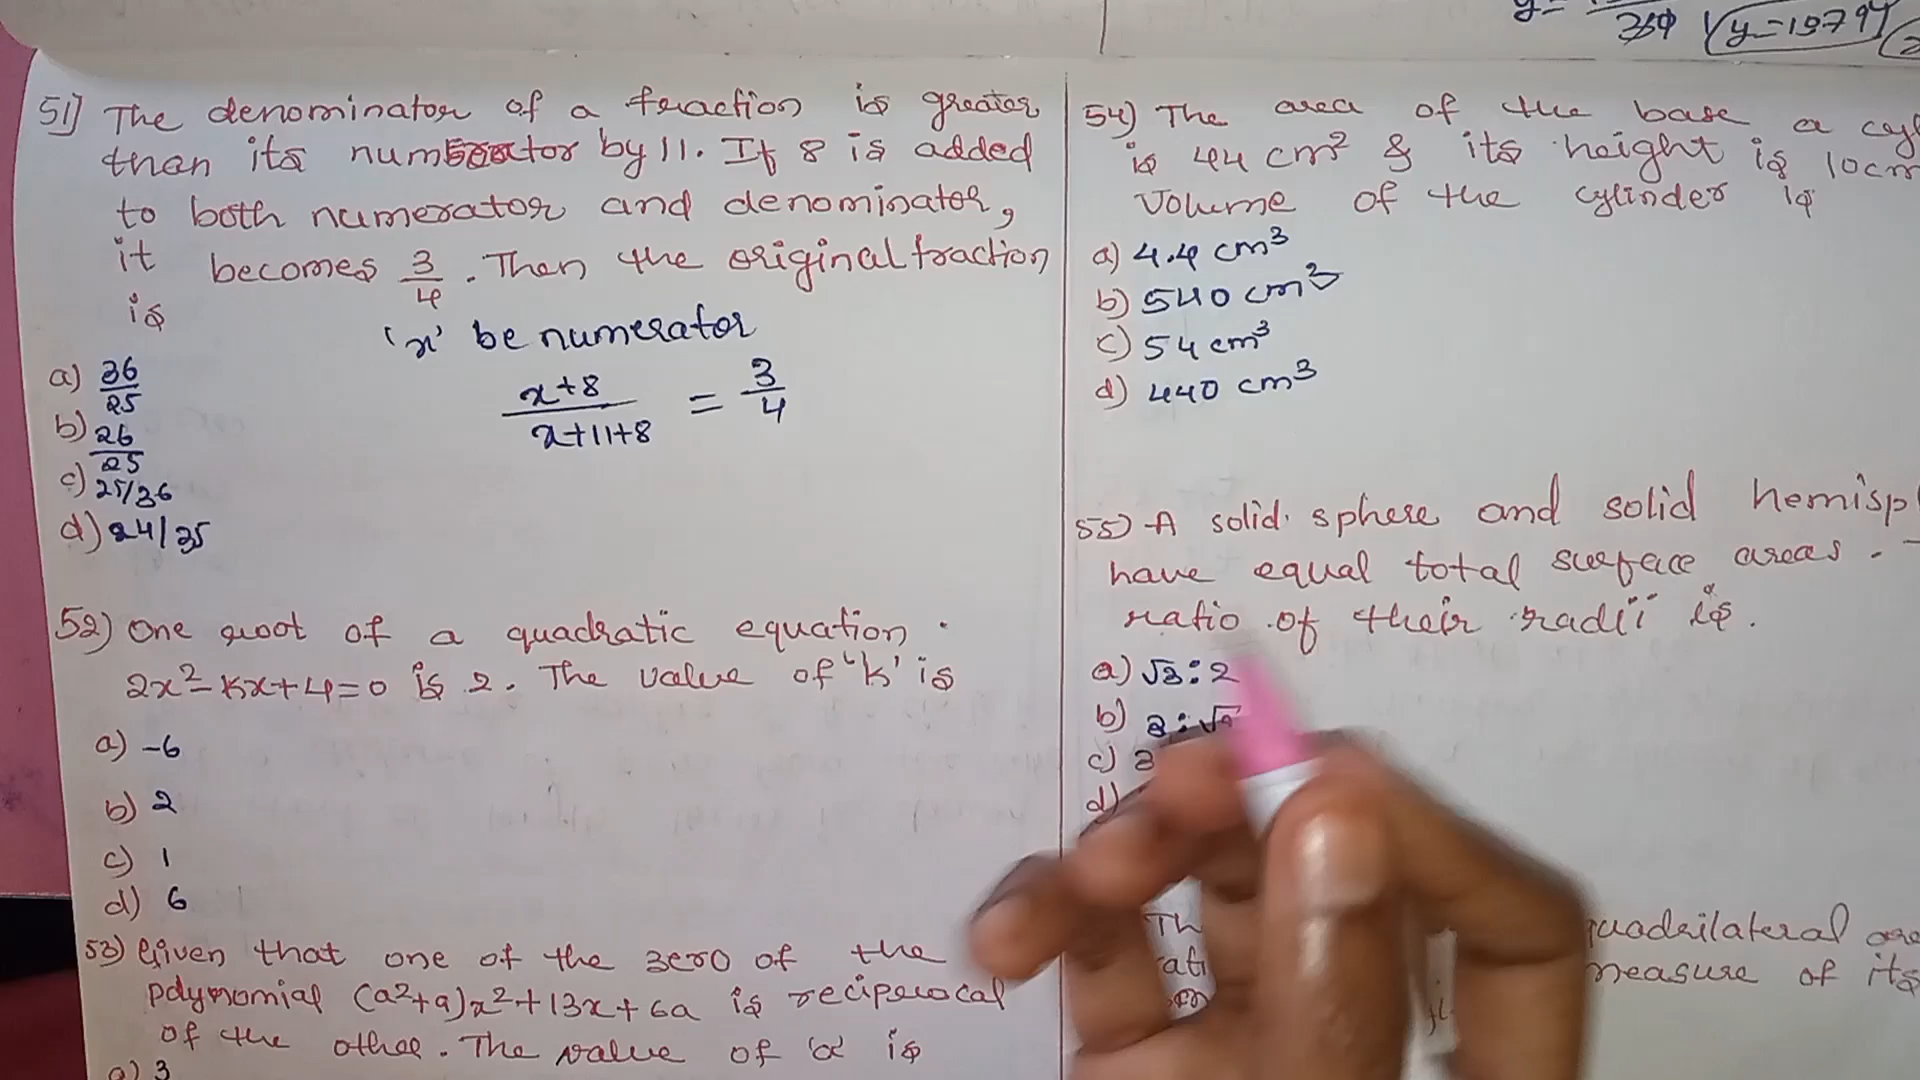 y=
359 y=15794
51] The denominator of a fraction is greater
than its numerator by 11. If 8 is added
to both numerator and denominator,
it becomes 3/4. Then the original fraction
is
'x' be numerator
x+8 / x+11+8 = 3/4
a) 36/25
b) 26/25
c) 25/36
d) 24/35
52) One root of a quadratic equation
2x²-kx+4=0 is 2. The value of 'k' is
a) -6
b) 2
c) 1
d) 6
53) Given that one of the zero of the
polynomial (a²+9)x²+13x+6a is reciprocal
of the other. The value of 'a' is
a) 3
54) The area of the base a
is 44 cm² & its height is 10cm
Volume of the cylinder is
a) 4.4 cm³
b) 540 cm³
c) 54 cm³
d) 440 cm³
55) A solid sphere and solid
have equal total surface areas.
ratio of their radii is.
a) √3:2
b)
c) 3
d)
quadrilateral are
measure of its